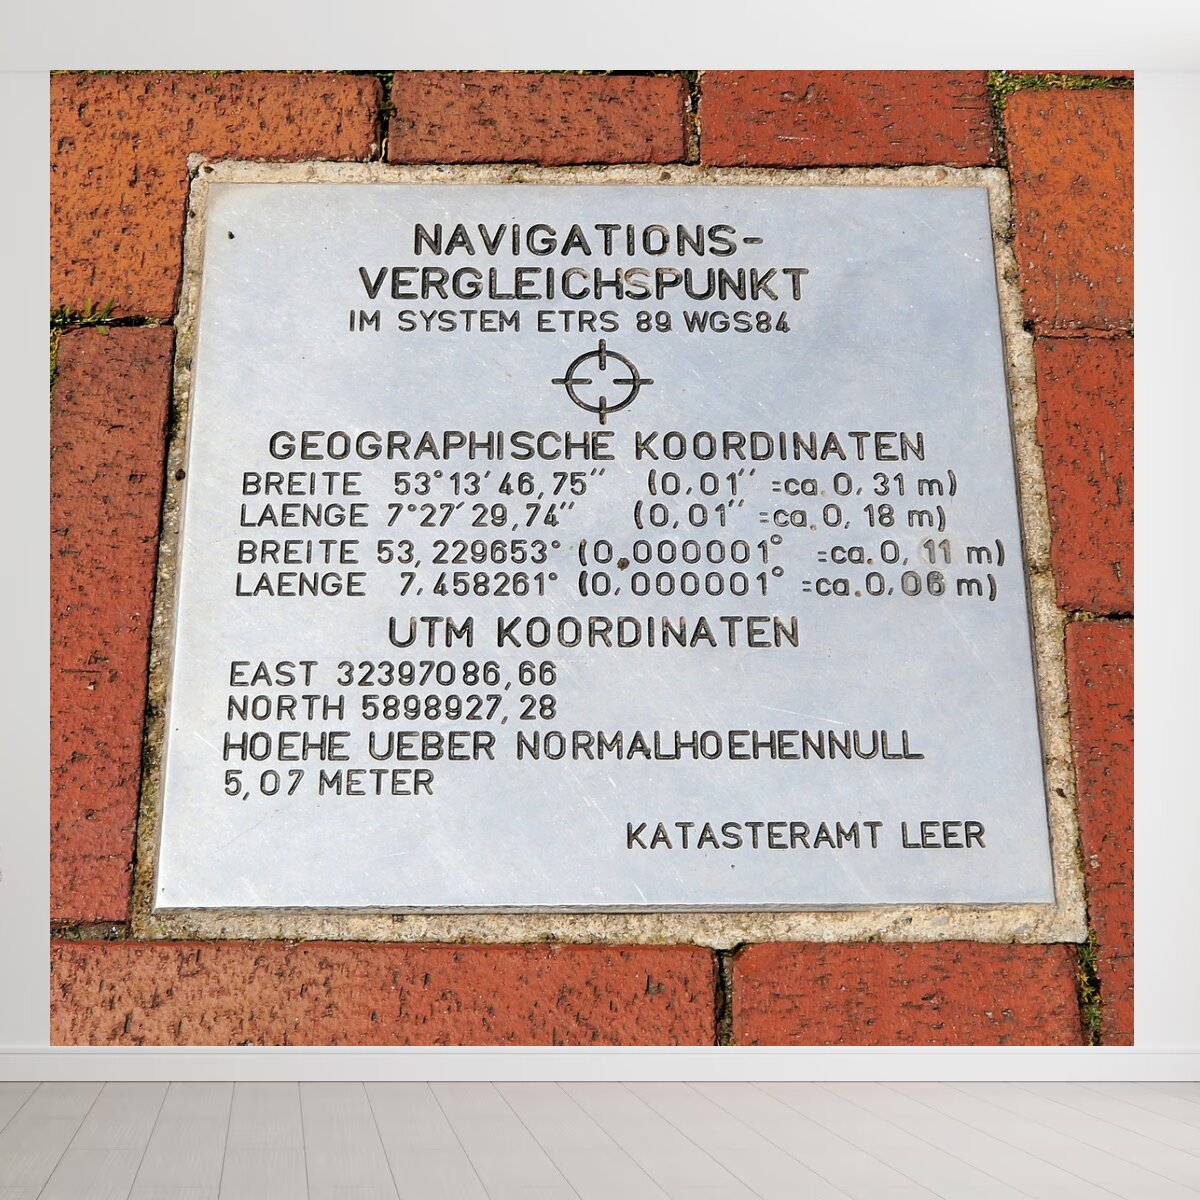 NAVIGATIONS-
VERGLEICHSPUNKT
IM SYSTEM ETRS 89 WGS84
GEOGRAPHISCHE KOORDINATEN
BREITE 53°13′46,75″ (0,01″ =ca.0,31 m)
LAENGE 7°27′29,74″ (0,01″ =ca.0,18 m)
BREITE 53,229653° (0,000001° =ca.0,11 m)
LAENGE 7,458261° (0,000001° =ca.0,06 m)
UTM KOORDINATEN
EAST 32397086,66
NORTH 5898927,28
HOEHE UEBER NORMALHOEHENNULL
5,07 METER
KATASTERAMT LEER